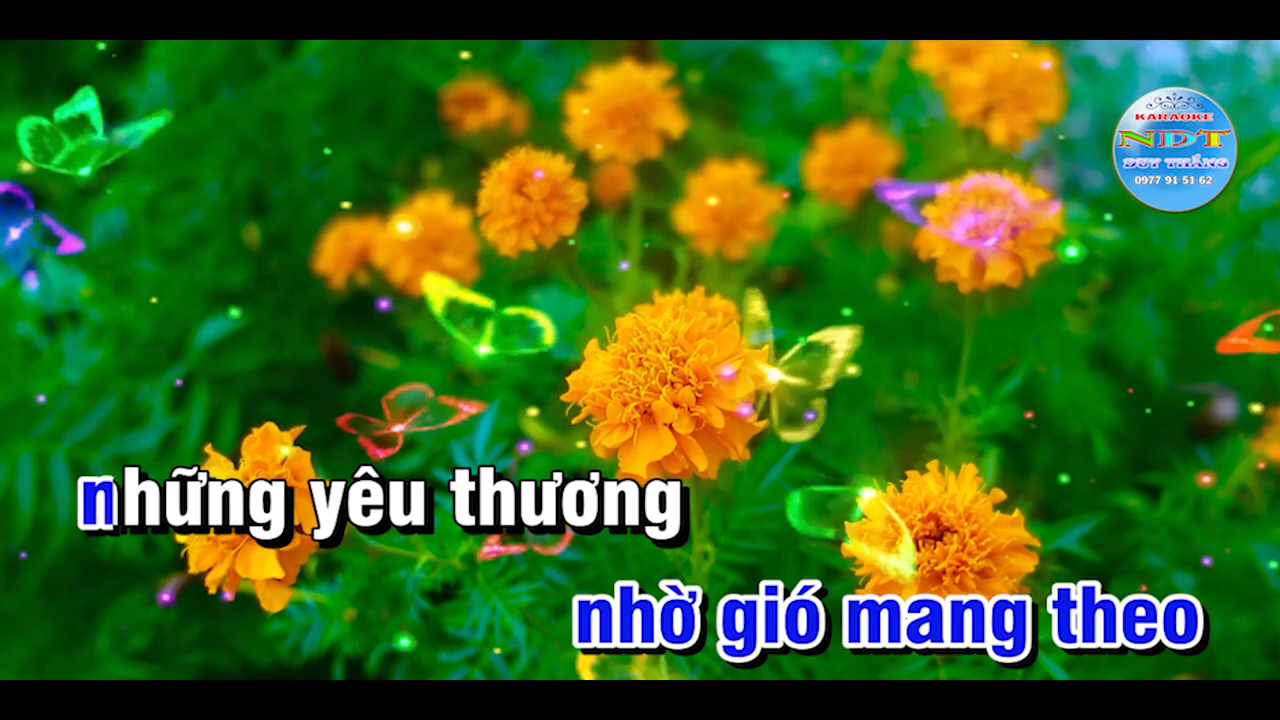 KARAOKE
NDT
DUY THẮNG
0977 91 51 62
những yêu thương
nhờ gió mang theo